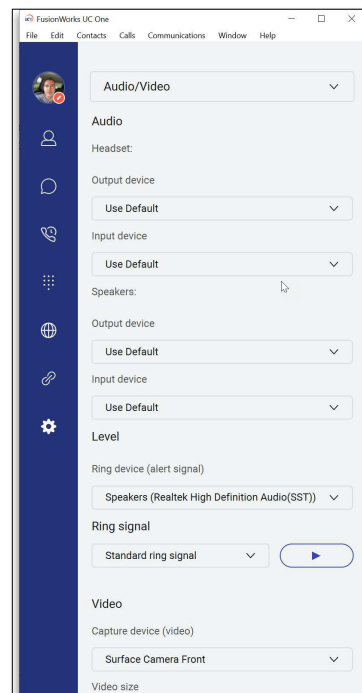 FusionWorks UC One
File Edit Contacts Calls Communications Window Help
Audio/Video
Audio
Headset:
Output device
Use Default
Input device
Use Default
Speakers:
Output device
Use Default
Input device
Use Default
Level
Ring device (alert signal)
Speakers (Realtek High Definition Audio(SST))
Ring signal
Standard ring signal
Video
Capture device (video)
Surface Camera Front
Video size